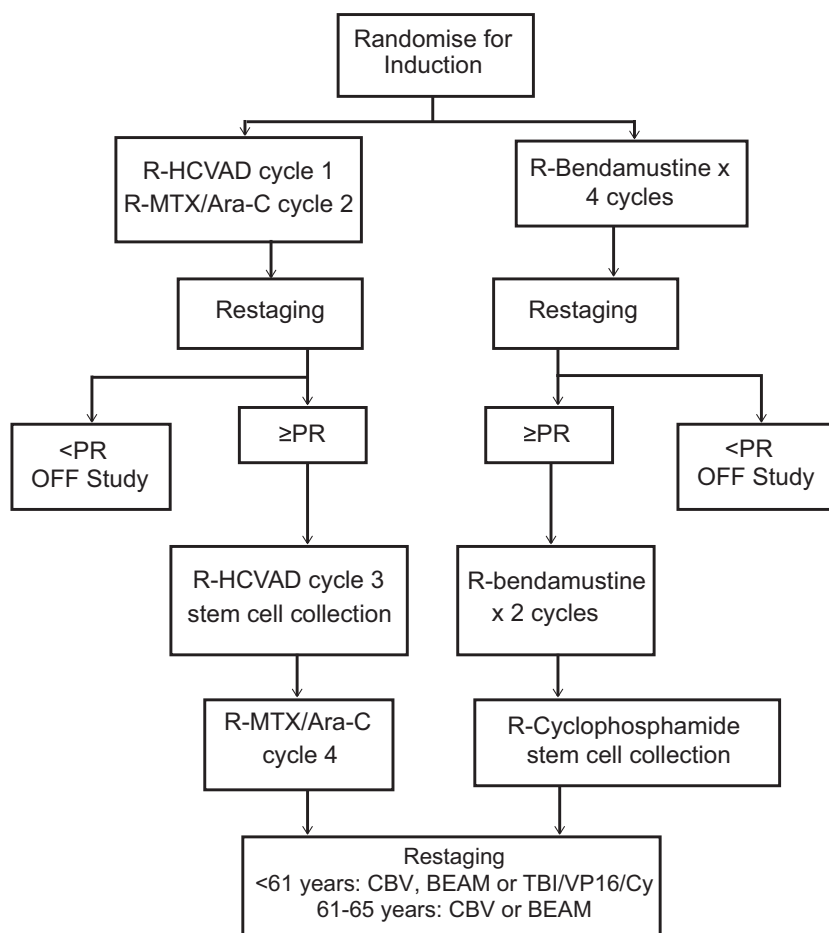 Randomise for
Induction
R-HCVAD cycle 1
R-MTX/Ara-C cycle 2
R-Bendamustine x
4 cycles
Restaging
Restaging
<PR
OFF Study
≥PR
≥PR
<PR
OFF Study
R-HCVAD cycle 3
stem cell collection
R-bendamustine
x 2 cycles
R-MTX/Ara-C
cycle 4
R-Cyclophosphamide
stem cell collection
Restaging
<61 years: CBV, BEAM or TBI/VP16/Cy
61-65 years: CBV or BEAM